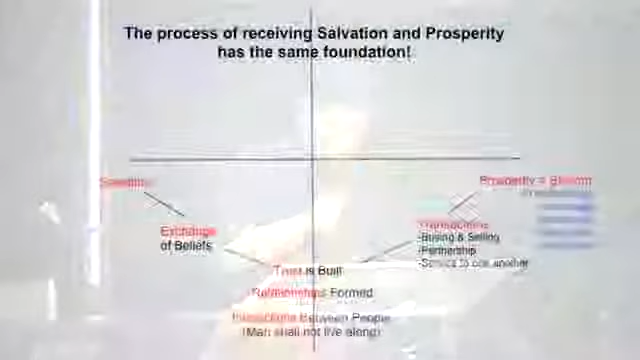 The process of receiving Salvation and Prosperity
has the same foundation!
Salvation
Prosperity =
Exchange
of Beliefs
Transactions
-Buying & Selling
-Partnership
-Service to one another
Trust is Built
Relationships Formed
Interactions Between People
(Man shall not live alone)